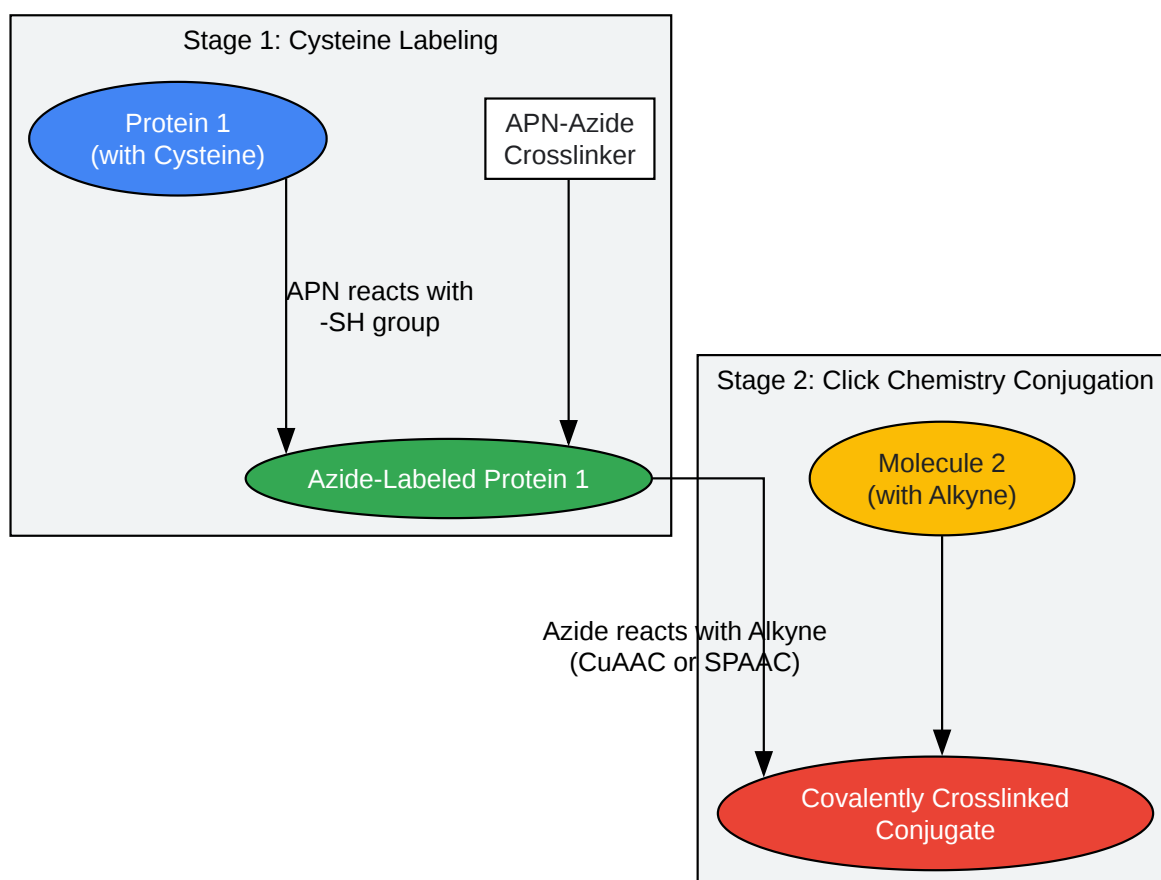 Stage 1: Cysteine Labeling
Protein 1
(with Cysteine)
APN-Azide
Crosslinker
APN reacts with
-SH group
Azide-Labeled Protein 1
Stage 2: Click Chemistry Conjugation
Molecule 2
(with Alkyne)
Azide reacts with Alkyne
(CuAAC or SPAAC)
Covalently Crosslinked
Conjugate